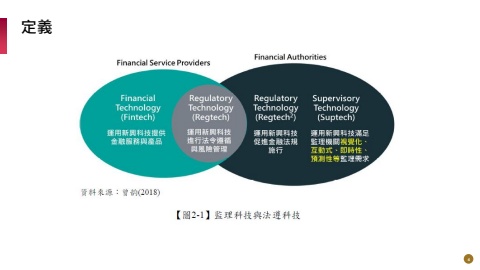 定義
Financial Service Providers
Financial Authorities
Financial
Technology
(Fintech)
運用新興科技提供
金融服務與產品
Regulatory
Technology
(Regtech)
運用新興科技
進行法令遵循
與風險管理
Regulatory
Technology
(Regtech²)
運用新興科技
促進金融法規
施行
Supervisory
Technology
(Suptech)
運用新興科技滿足
監理機關視覺化、
互動式、即時性、
預測性等監理需求
資料來源：曾韵(2018)
【圖2-1】監理科技與法遵科技